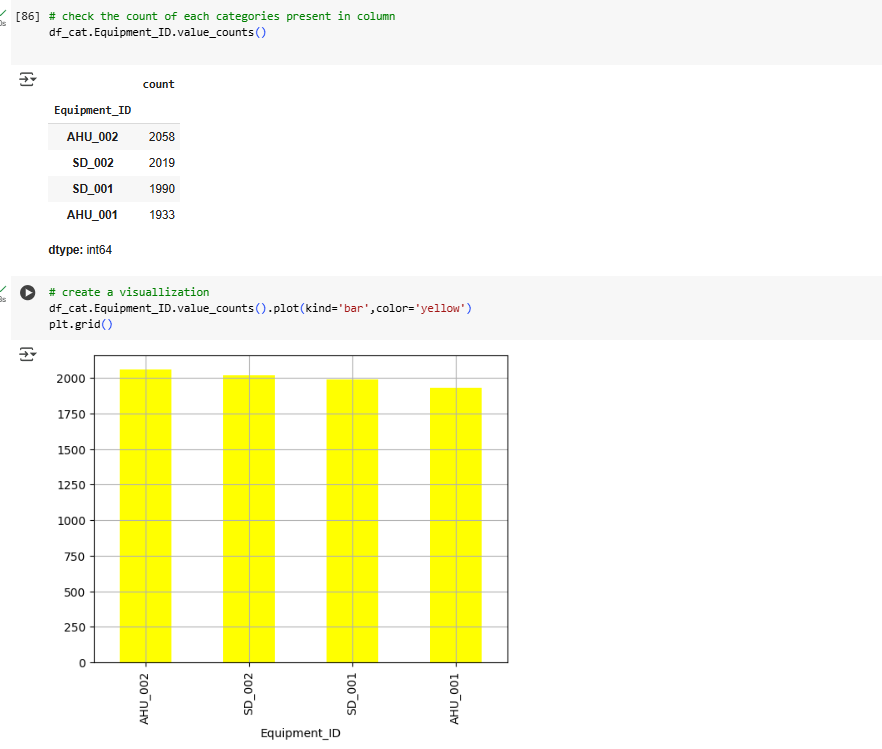 [86] # check the count of each categories present in column
df_cat.Equipment_ID.value_counts()
count
Equipment_ID
AHU_002 2058
SD_002 2019
SD_001 1990
AHU_001 1933
dtype: int64
# create a visuallization
df_cat.Equipment_ID.value_counts().plot(kind='bar',color='yellow')
plt.grid()
2000
1750
1500
1250
1000
750
500
250
0
AHU_002
SD_002
SD_001
AHU_001
Equipment_ID